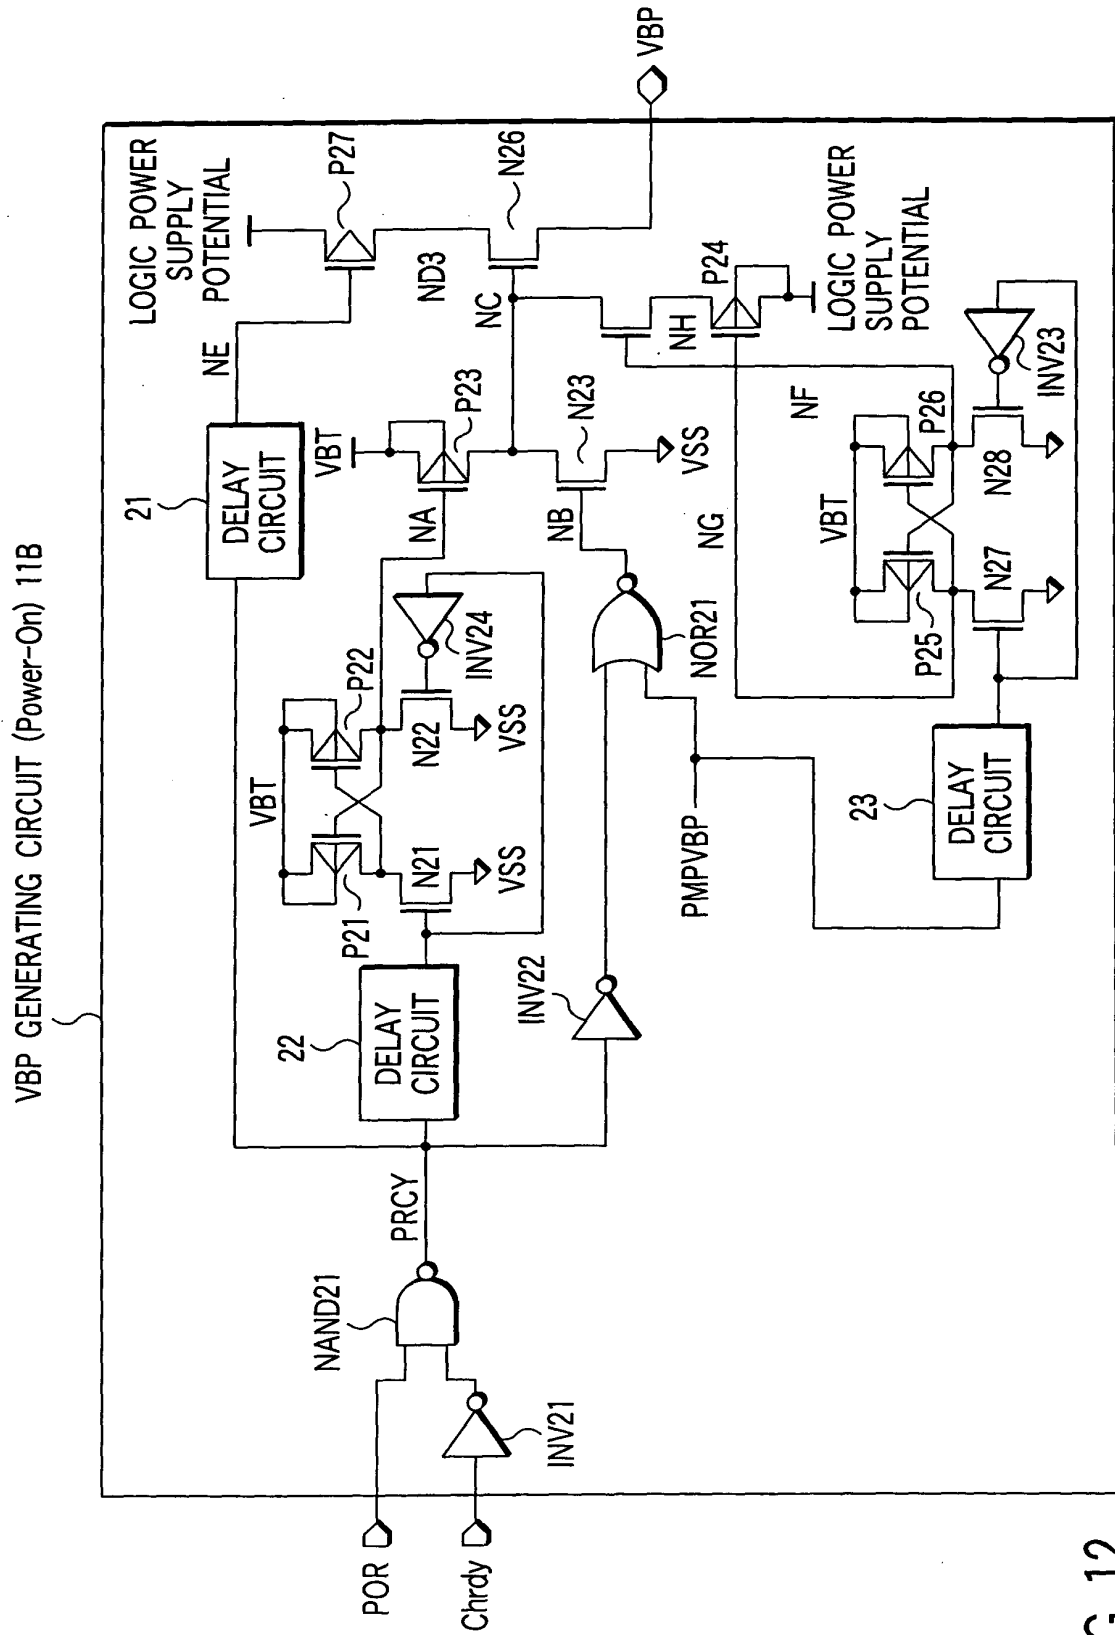 VBP GENERATING CIRCUIT (Power-On) 11B
LOGIC POWER
SUPPLY
POTENTIAL
P27
NE
21
DELAY
CIRCUIT
ND3
N26
VBP
VBT
P23
NA
NC
VBT
P22
P21
INV24
N22
N21
VSS
VSS
22
DELAY
CIRCUIT
N23
NB
VSS
NH
P24
LOGIC POWER
SUPPLY
POTENTIAL
NG
NF
NOR21
INV22
PRCY
NAND21
POR
Chrdy
INV21
PMPVBP
23
DELAY
CIRCUIT
VBT
P26
P25
N28
N27
INV23
G. 12